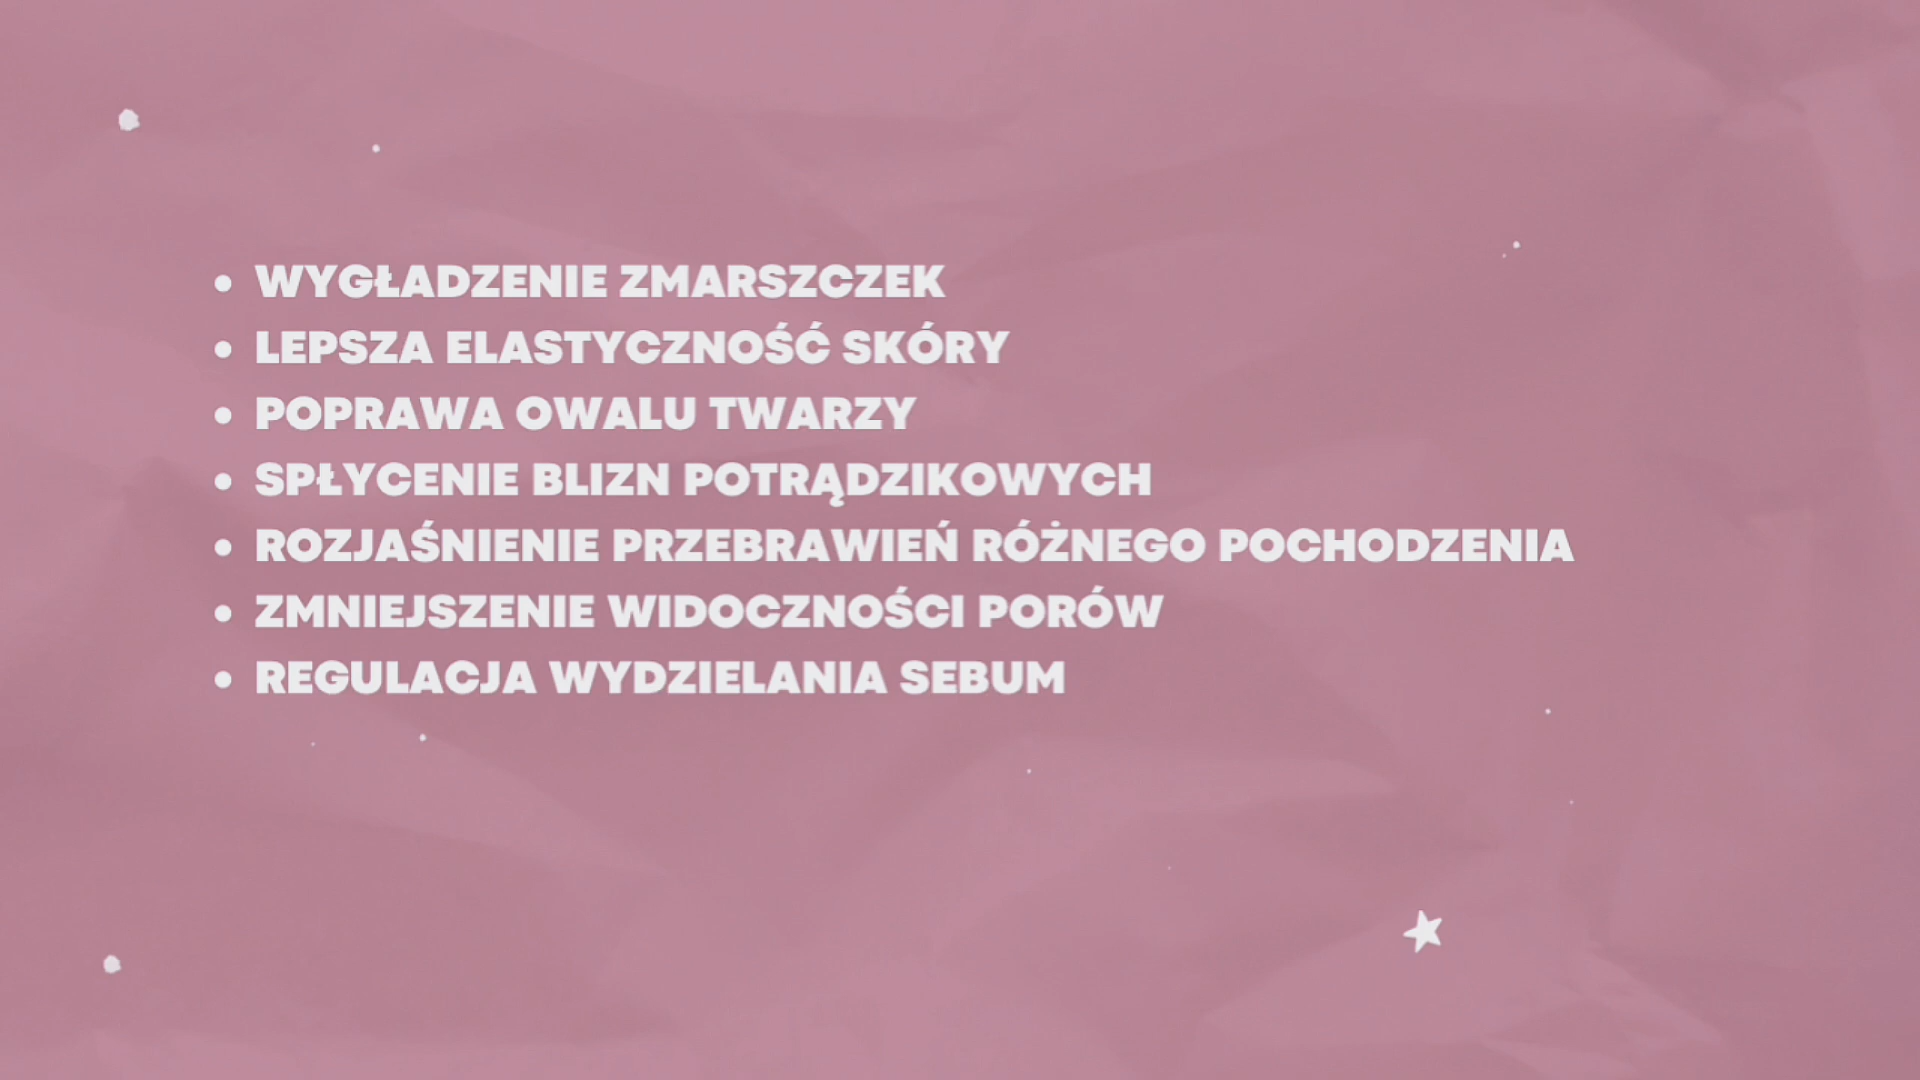 • WYGŁADZENIE ZMARSZCZEK
• LEPSZA ELASTYCZNOŚĆ SKÓRY
• POPRAWA OWALU TWARZY
• SPŁYCENIE BLIZN POTRĄDZIKOWYCH
• ROZJAŚNIENIE PRZEBRAWIEŃ RÓŻNEGO POCHODZENIA
• ZMNIEJSZENIE WIDOCZNOŚCI PORÓW
• REGULACJA WYDZIELANIA SEBUM